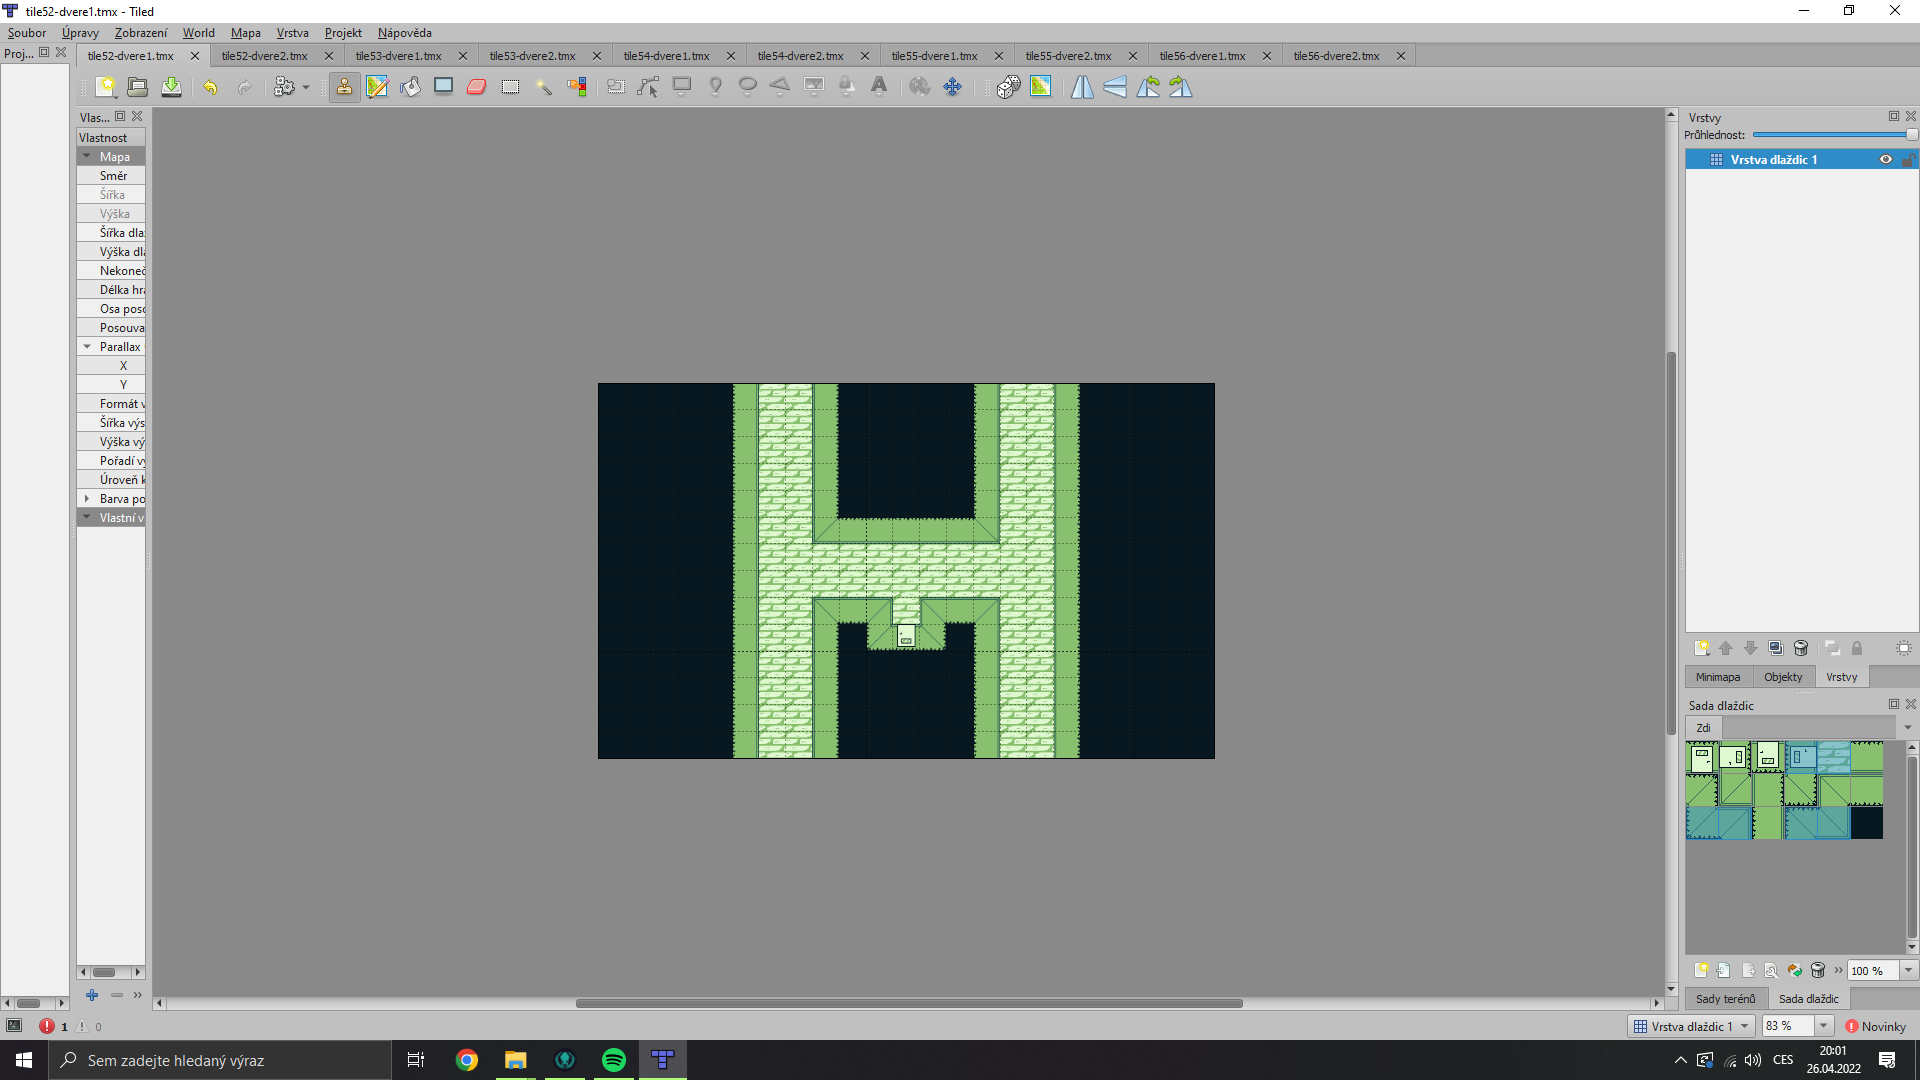 tile52-dvere1.tmx - Tiled
Soubor Úpravy Zobrazení World Mapa Vrstva Projekt Nápověda
Proj... tile52-dvere1.tmx tile52-dvere2.tmx tile53-dvere1.tmx tile53-dvere2.tmx tile54-dvere1.tmx tile54-dvere2.tmx tile55-dvere1.tmx tile55-dvere2.tmx tile56-dvere1.tmx tile56-dvere2.tmx
Vlas...
Vlastnost
Mapa
Směr
Šířka
Výška
Šířka dla
Výška dl
Nekoneč
Délka hr
Osa poso
Posouva
Parallax
X
Y
Formát v
Šířka výs
Výška vý
Pořadí v
Úroveň k
Barva po
Vlastní v
Vrstvy
Průhlednost:
Vrstva dlaždic 1
Minimapa Objekty Vrstvy
Sada dlaždic
Zdi
100 %
Sady terénů Sada dlaždic
1 0
Vrstva dlaždic 1 83 % Novinky
Sem zadejte hledaný výraz
CES
20:01
26.04.2022